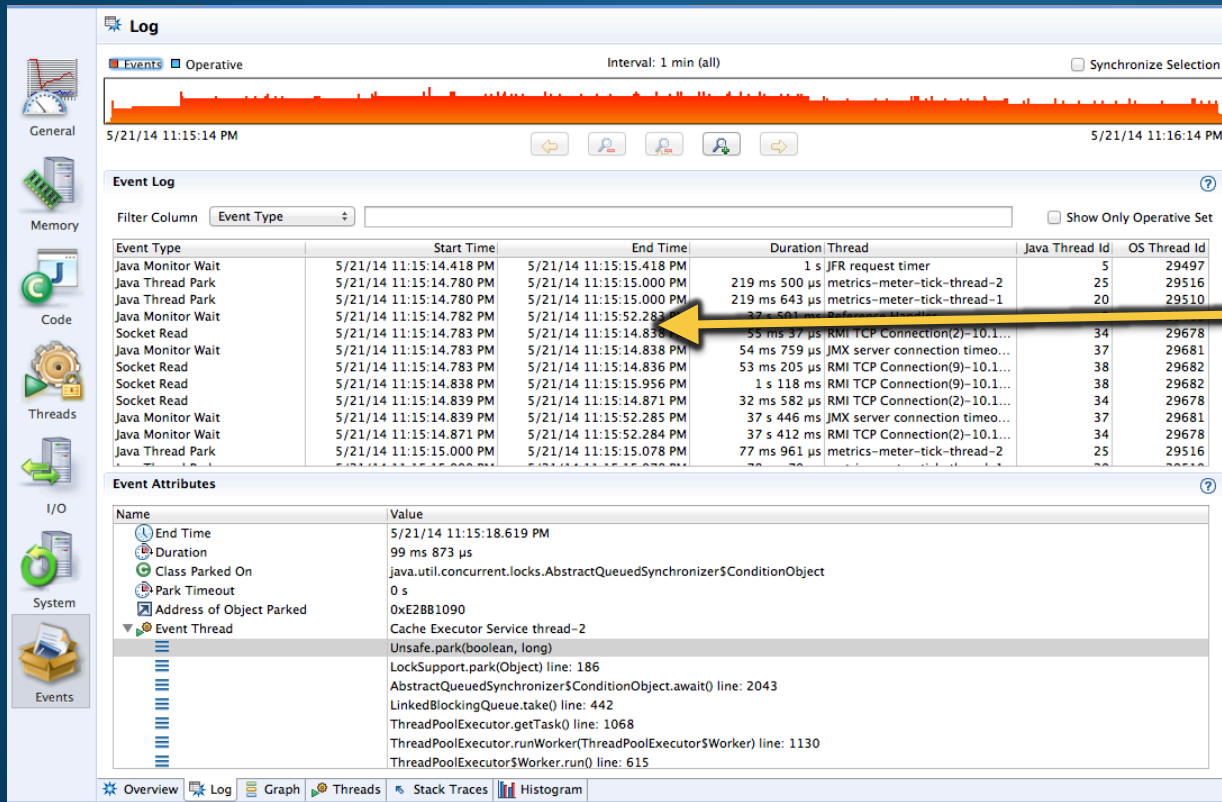 Log
Events Operative Interval: 1 min (all) Synchronize Selection
5/21/14 11:15:14 PM 5/21/14 11:16:14 PM
General
Memory
Code
Threads
I/O
System
Events
Event Log
Filter Column Event Type Show Only Operative Set
Event Type Start Time End Time Duration Thread Java Thread Id OS Thread Id
Java Monitor Wait 5/21/14 11:15:14.418 PM 5/21/14 11:15:15.418 PM 1 s JFR request timer 5 29497
Java Thread Park 5/21/14 11:15:14.780 PM 5/21/14 11:15:15.000 PM 219 ms 500 µs metrics-meter-tick-thread-2 25 29516
Java Thread Park 5/21/14 11:15:14.780 PM 5/21/14 11:15:15.000 PM 219 ms 643 µs metrics-meter-tick-thread-1 20 29510
Java Monitor Wait 5/21/14 11:15:14.782 PM 5/21/14 11:15:52.283 PM 37 s 501 ms Reference Handler
Socket Read 5/21/14 11:15:14.783 PM 5/21/14 11:15:14.838 PM 55 ms 37 µs RMI TCP Connection(2)-10.1... 34 29678
Java Monitor Wait 5/21/14 11:15:14.783 PM 5/21/14 11:15:14.838 PM 54 ms 759 µs JMX server connection timeo... 37 29681
Socket Read 5/21/14 11:15:14.783 PM 5/21/14 11:15:14.836 PM 53 ms 205 µs RMI TCP Connection(9)-10.1... 38 29682
Socket Read 5/21/14 11:15:14.838 PM 5/21/14 11:15:15.956 PM 1 s 118 ms RMI TCP Connection(9)-10.1... 38 29682
Socket Read 5/21/14 11:15:14.839 PM 5/21/14 11:15:14.871 PM 32 ms 582 µs RMI TCP Connection(2)-10.1... 34 29678
Java Monitor Wait 5/21/14 11:15:14.839 PM 5/21/14 11:15:52.285 PM 37 s 446 ms JMX server connection timeo... 37 29681
Java Monitor Wait 5/21/14 11:15:14.871 PM 5/21/14 11:15:52.284 PM 37 s 412 ms RMI TCP Connection(2)-10.1... 34 29678
Java Thread Park 5/21/14 11:15:15.000 PM 5/21/14 11:15:15.078 PM 77 ms 961 µs metrics-meter-tick-thread-2 25 29516
Event Attributes
Name Value
End Time 5/21/14 11:15:18.619 PM
Duration 99 ms 873 µs
Class Parked On java.util.concurrent.locks.AbstractQueuedSynchronizer$ConditionObject
Park Timeout 0 s
Address of Object Parked 0xE2BB1090
Event Thread Cache Executor Service thread-2
Unsafe.park(boolean, long)
LockSupport.park(Object) line: 186
AbstractQueuedSynchronizer$ConditionObject.await() line: 2043
LinkedBlockingQueue.take() line: 442
ThreadPoolExecutor.getTask() line: 1068
ThreadPoolExecutor.runWorker(ThreadPoolExecutor$Worker) line: 1130
ThreadPoolExecutor$Worker.run() line: 615
Overview Log Graph Threads Stack Traces Histogram